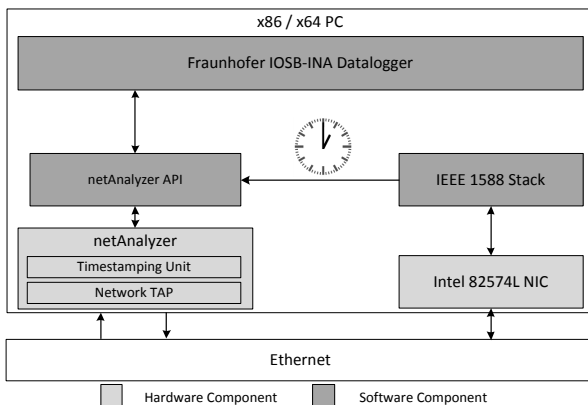 x86 / x64 PC
Fraunhofer IOSB-INA Datalogger
netAnalyzer API
IEEE 1588 Stack
netAnalyzer
Timestamping Unit
Network TAP
Intel 82574L NIC
Ethernet
Hardware Component
Software Component